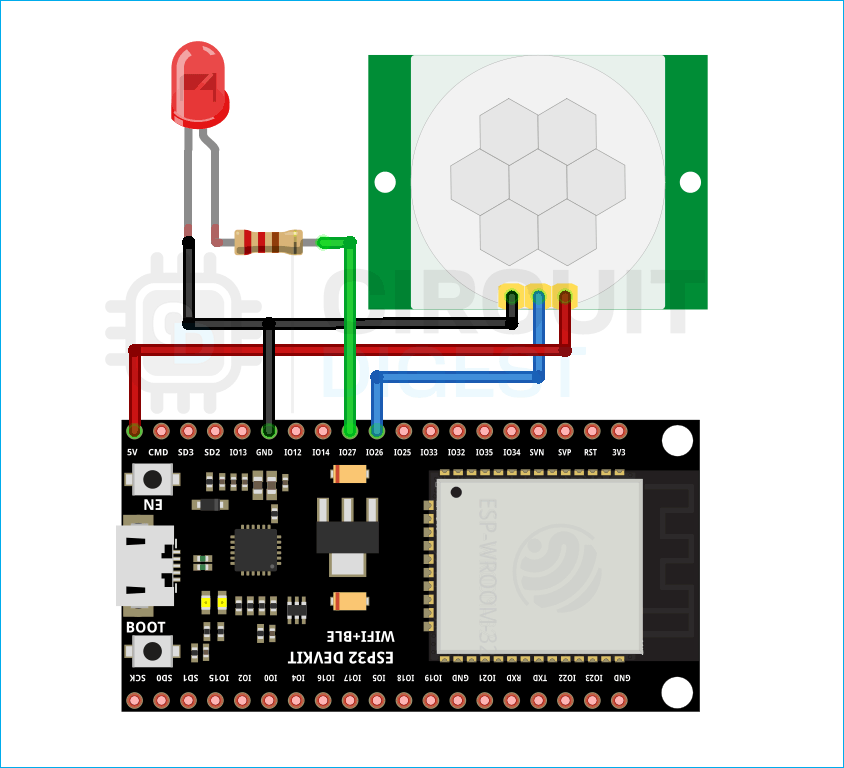 CIRCUIT
DIGEST
5V CMD SD3 SD2 IO13 GND IO12 IO14 IO27 IO26 IO25 IO33 IO32 IO35 IO34 SVN SVP RST 3V3
EN
ESP-WROOM-32
BOOT
WIFI+BLE
ESP32 DEVKIT
SCK SD0 SD1 IO15 IO2 IO0 IO4 IO16 IO17 IO5 IO18 IO19 GND IO21 RXD TXD IO22 IO23 GND